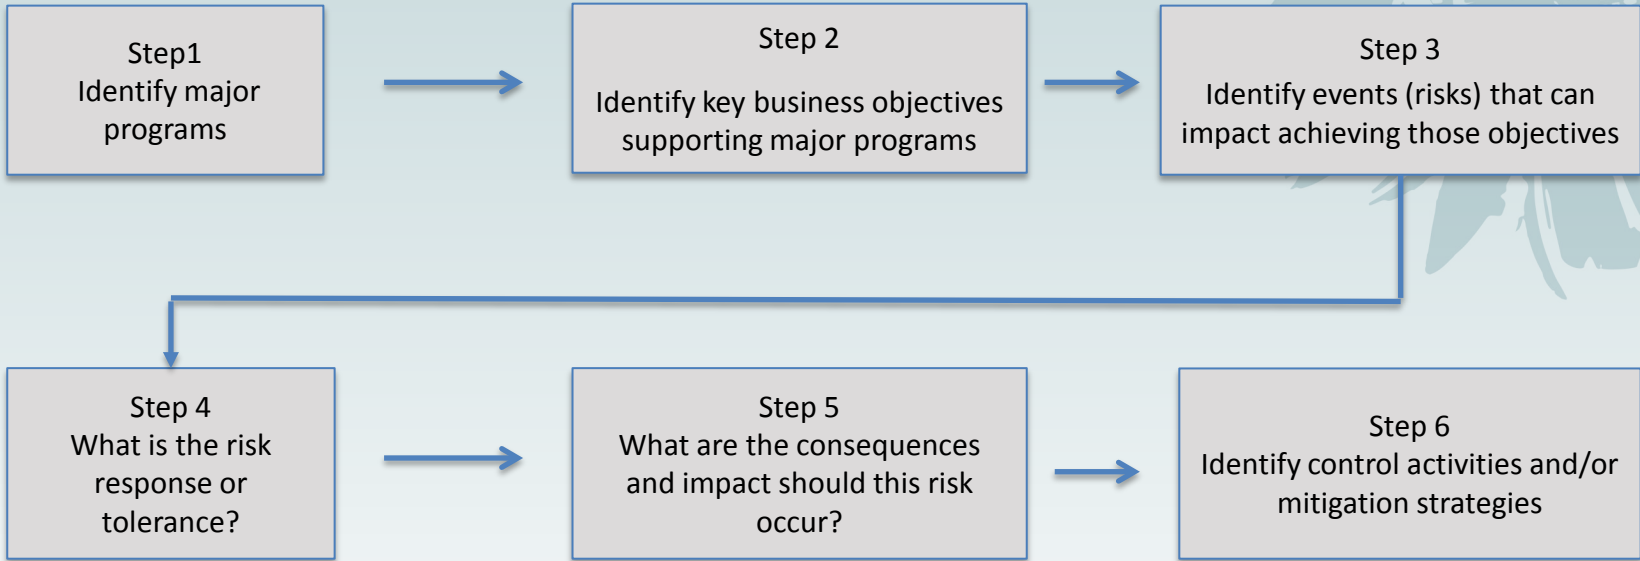 Step1
Identify major
programs
Step 2
Identify key business objectives
supporting major programs
Step 3
Identify events (risks) that can
impact achieving those objectives
Step 4
What is the risk
response or
tolerance?
Step 5
What are the consequences
and impact should this risk
occur?
Step 6
Identify control activities and/or
mitigation strategies